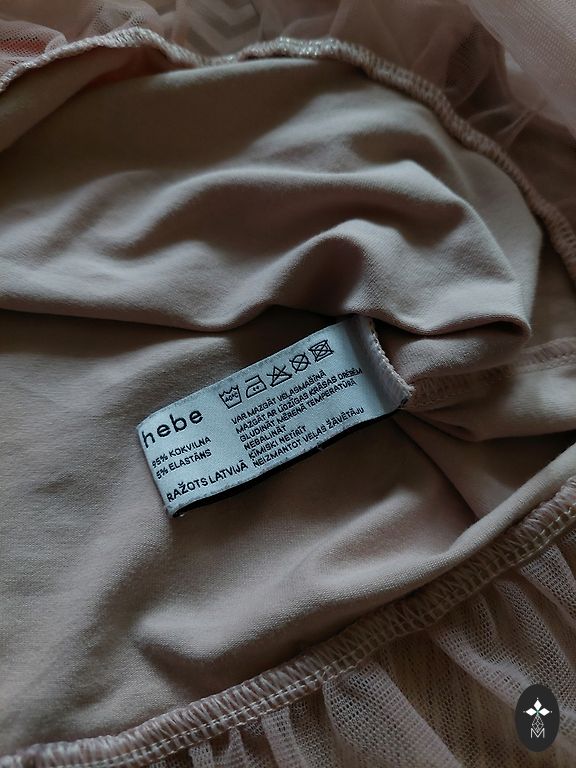 hebe
95% KOKVILNA
5% ELASTĀNS
RAŽOTS LATVIJĀ
40°
VAR MAZGĀT VEĻASMAŠĪNĀ
MAZGĀT AR LĪDZĪGAS KRĀSAS DRĒBĒM
GLUDINĀT MĒRENĀ TEMPERATŪRĀ
NEBALINĀT
ĶĪMISKI NETĪRĪT
NEIZMANTOT VEĻAS ŽĀVĒTĀJU
M